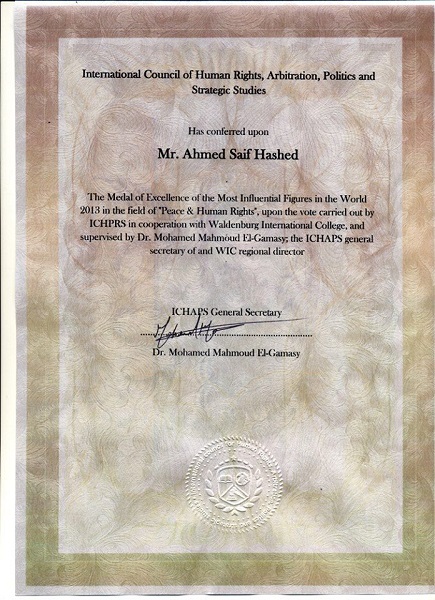 International Council of Human Rights, Arbitration, Politics and
Strategic Studies
Has conferred upon
Mr. Ahmed Saif Hashed
The Medal of Excellence of the Most Influential Figures in the World
2013 in the field of "Peace & Human Rights", upon the vote carried out by
ICHPRS in cooperation with Waldenburg International College, and
supervised by Dr. Mohamed Mahmoud El-Gamasy; the ICHAPS general
secretary of and WIC regional director
ICHAPS General Secretary
Dr. Mohamed Mahmoud El-Gamasy